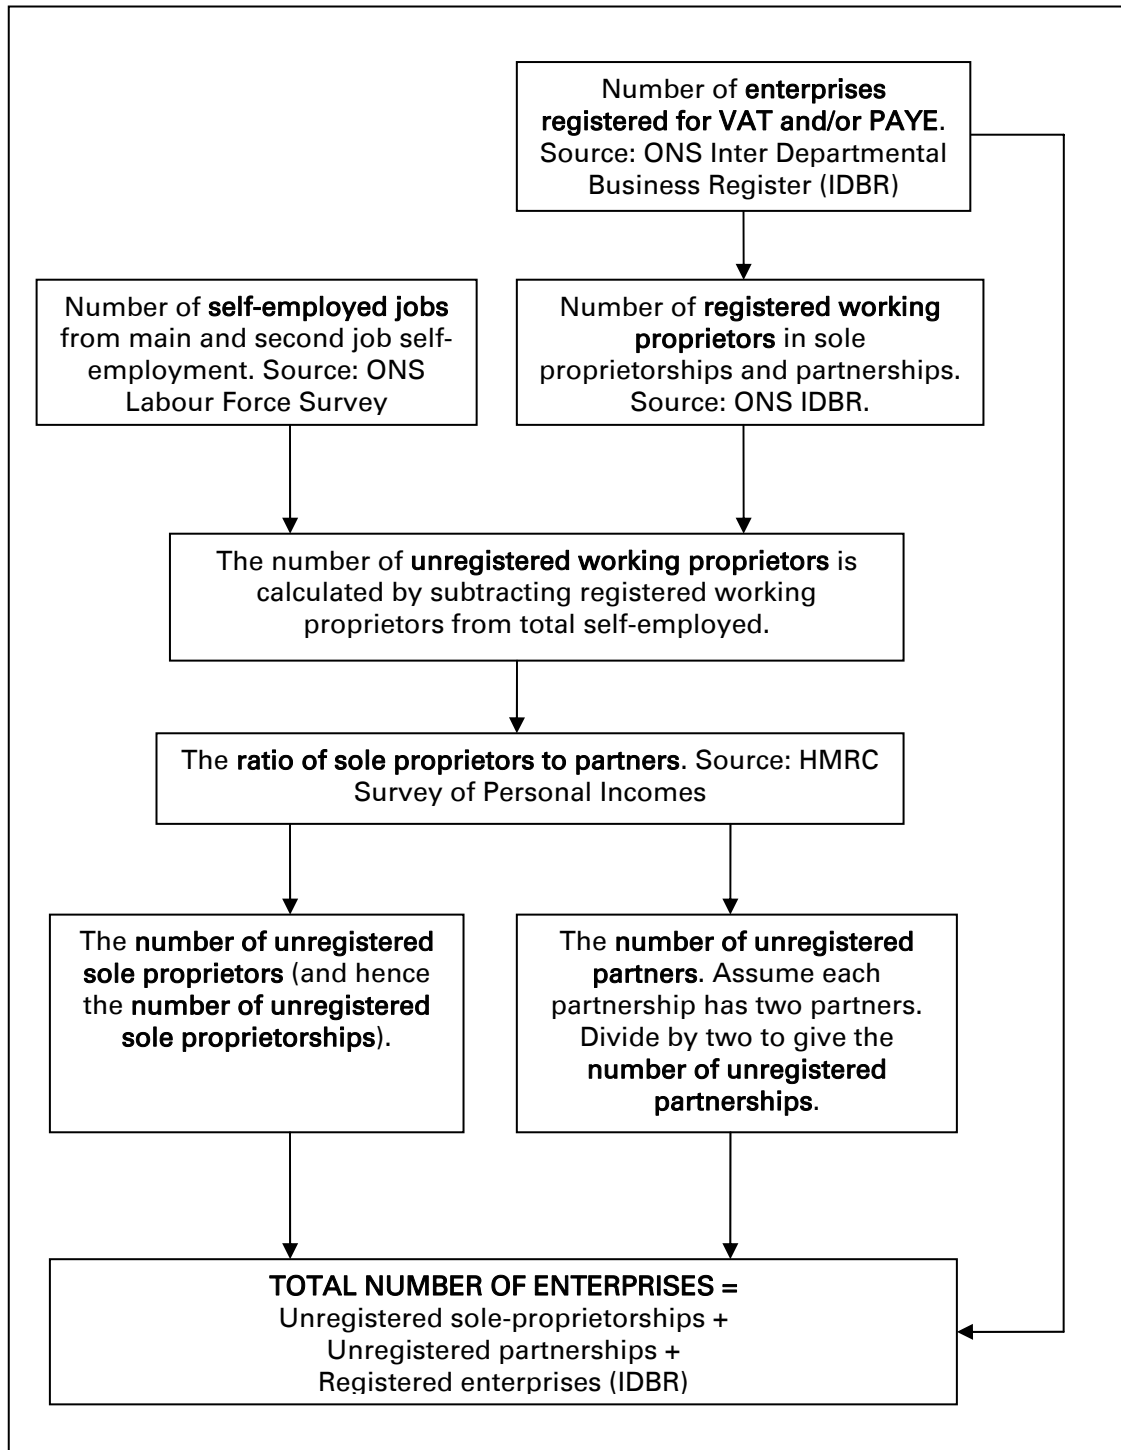 Number of enterprises
registered for VAT and/or PAYE.
Source: ONS Inter Departmental
Business Register (IDBR)
Number of self-employed jobs
from main and second job self-
employment. Source: ONS
Labour Force Survey
Number of registered working
proprietors in sole
proprietorships and partnerships.
Source: ONS IDBR.
The number of unregistered working proprietors is
calculated by subtracting registered working
proprietors from total self-employed.
The ratio of sole proprietors to partners. Source: HMRC
Survey of Personal Incomes
The number of unregistered
sole proprietors (and hence
the number of unregistered
sole proprietorships).
The number of unregistered
partners. Assume each
partnership has two partners.
Divide by two to give the
number of unregistered
partnerships.
TOTAL NUMBER OF ENTERPRISES =
Unregistered sole-proprietorships +
Unregistered partnerships +
Registered enterprises (IDBR)